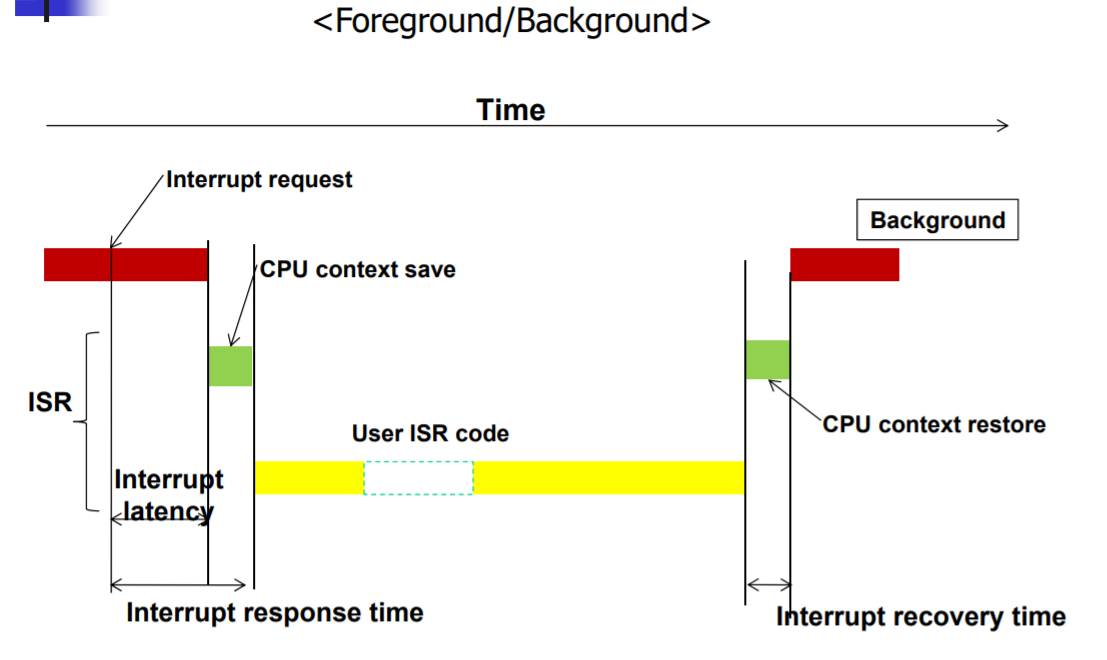 <Foreground/Background>
Time
Interrupt request
Background
CPU context save
ISR
CPU context restore
User ISR code
Interrupt
latency
Interrupt response time
Interrupt recovery time